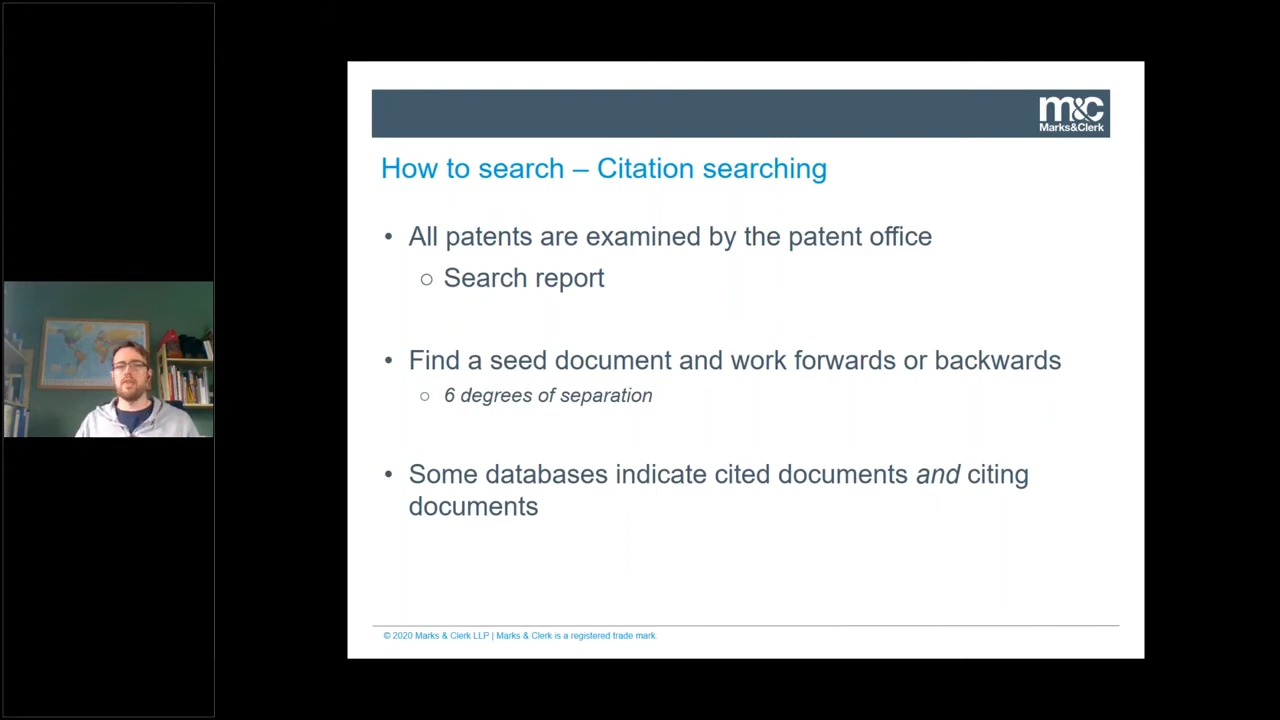 m&c
Marks&Clerk
How to search – Citation searching
• All patents are examined by the patent office
○ Search report
• Find a seed document and work forwards or backwards
○ 6 degrees of separation
• Some databases indicate cited documents and citing
documents
© 2020 Marks & Clerk LLP | Marks & Clerk is a registered trade mark.